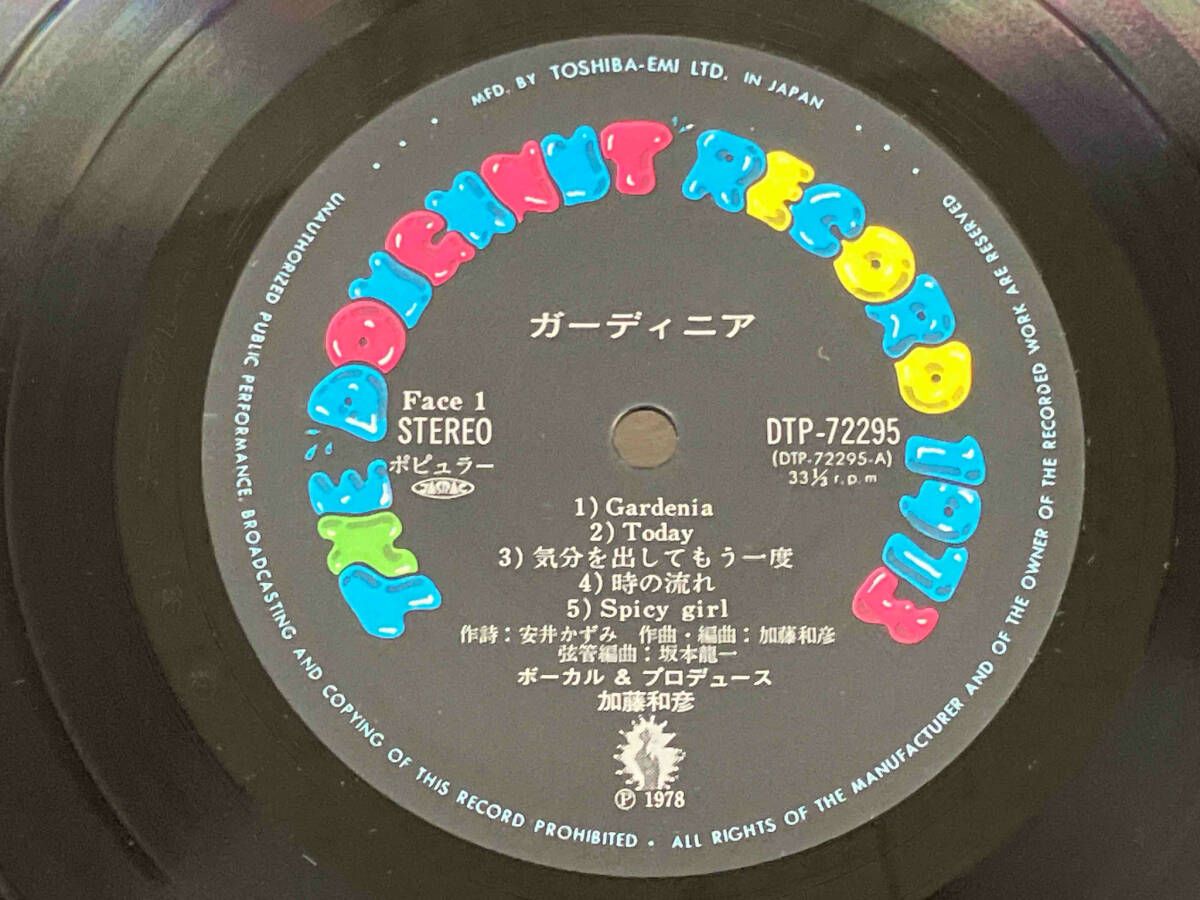 MFD. BY TOSHIBA-EMI LTD. IN JAPAN
THE DOUGHNUT RECORD
ガーディニア
Face 1
STEREO
ポピュラー
JASRAC
DTP-72295
(DTP-72295-A)
33⅓ r.p.m
1) Gardenia
2) Today
3) 気分を出してもう一度
4) 時の流れ
5) Spicy girl
作詩：安井かずみ 作曲・編曲：加藤和彦
弦管編曲：坂本龍一
ボーカル & プロデュース
加藤和彦
Ⓟ 1978
UNAUTHORIZED PUBLIC PERFORMANCE, BROADCASTING AND COPYING OF THIS RECORD PROHIBITED • ALL RIGHTS OF THE MANUFACTURER AND OF THE OWNER OF THE RECORDED WORK ARE RESERVED